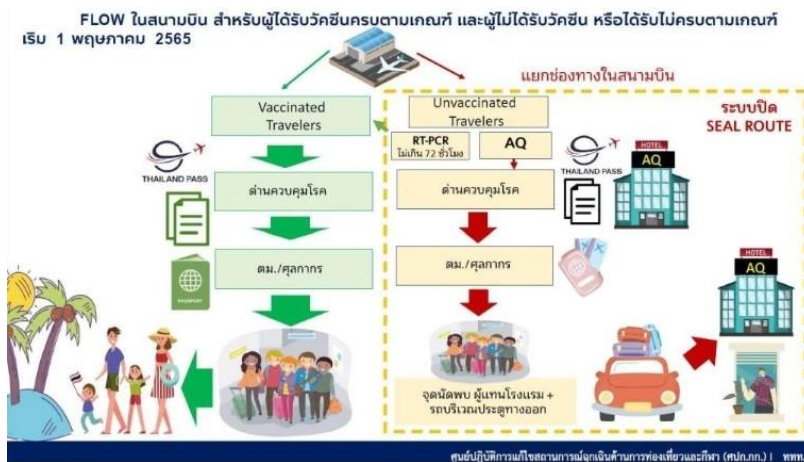 FLOW ในสนามบิน สำหรับผู้ได้รับวัคซีนครบตามเกณฑ์ และผู้ไม่ได้รับวัคซีน หรือได้รับไม่ครบตามเกณฑ์
เริ่ม 1 พฤษภาคม 2565
แยกช่องทางในสนามบิน
Vaccinated
Travelers
Unvaccinated
Travelers
ระบบปิด
SEAL ROUTE
RT-PCR
ไม่เกิน 72 ชั่วโมง
AQ
THAILAND PASS
THAILAND PASS
HOTEL
AQ
ด่านควบคุมโรค
ด่านควบคุมโรค
ตม./ศุลกากร
ตม./ศุลกากร
PASSPORT
HOTEL
AQ
จุดนัดพบ ผู้แทนโรงแรม +
รถบริเวณประตูทางออก
ศูนย์ปฏิบัติการแก้ไขสถานการณ์ฉุกเฉินด้านการท่องเที่ยวและกีฬา (ศปก.กก.) |